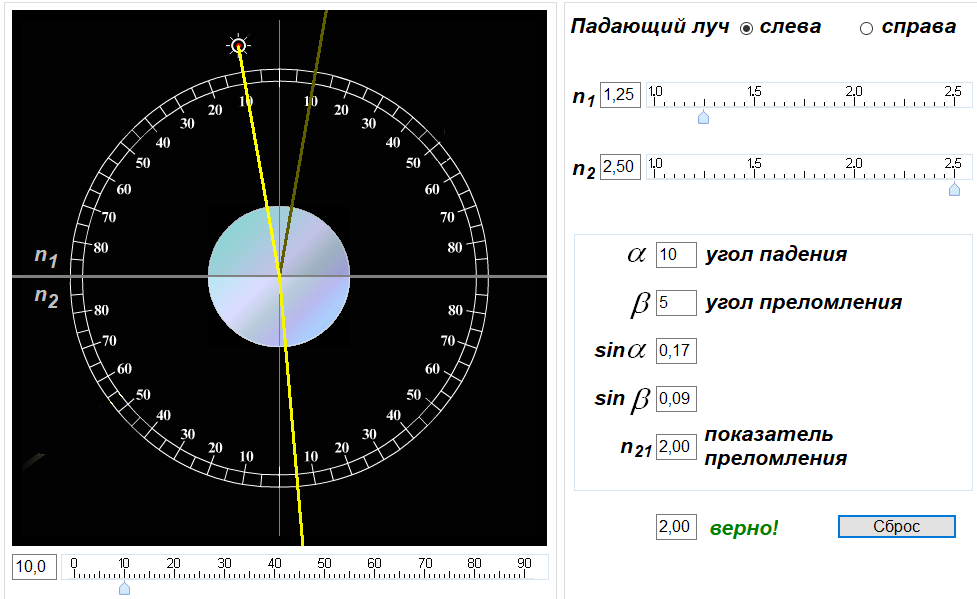 Падающий луч слева справа
n1 1,25 1.0 1.5 2.0 2.5
n2 2,50 1.0 1.5 2.0 2.5
10 10
20 20
30 30
40 40
50 50
60 60
70 70
80 80
n1
n2
80 80
70 70
60 60
50 50
40 40
30 30
20 20
10 10
α 10 угол падения
β 5 угол преломления
sin α 0,17
sin β 0,09
n21 2,00 показатель
преломления
2,00 верно! Сброс
10,0 0 10 20 30 40 50 60 70 80 90